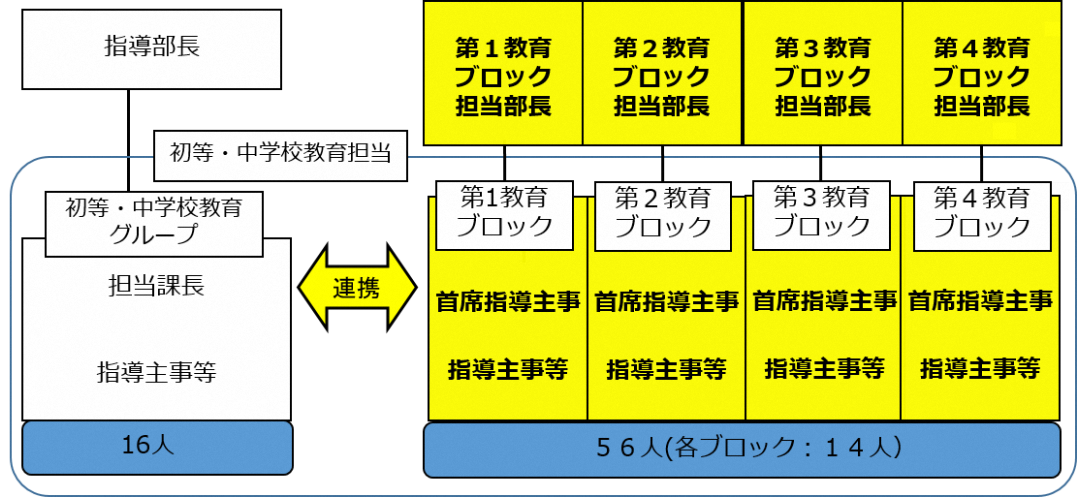 指導部長
第１教育
ブロック
担当部長
第２教育
ブロック
担当部長
第３教育
ブロック
担当部長
第４教育
ブロック
担当部長
初等・中学校教育担当
初等・中学校教育
グループ
担当課長
指導主事等
16人
連携
第1教育
ブロック
首席指導主事
指導主事等
第２教育
ブロック
首席指導主事
指導主事等
第３教育
ブロック
首席指導主事
指導主事等
第４教育
ブロック
首席指導主事
指導主事等
５６人(各ブロック：１４人）